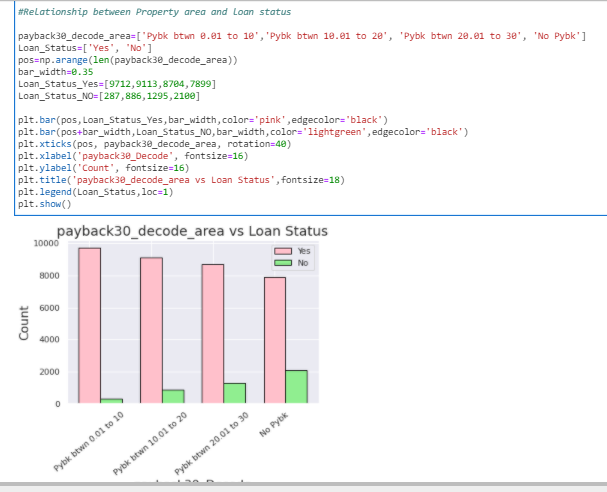 #Relationship between Property area and Loan status
payback30_decode_area=['Pybk btwn 0.01 to 10','Pybk btwn 10.01 to 20', 'Pybk btwn 20.01 to 30', 'No Pybk']
Loan_Status=['Yes', 'No']
pos=np.arange(len(payback30_decode_area))
bar_width=0.35
Loan_Status_Yes=[9712,9113,8704,7899]
Loan_Status_NO=[287,886,1295,2100]
plt.bar(pos,Loan_Status_Yes,bar_width,color='pink',edgecolor='black')
plt.bar(pos+bar_width,Loan_Status_NO,bar_width,color='lightgreen',edgecolor='black')
plt.xticks(pos, payback30_decode_area, rotation=40)
plt.xlabel('payback30_Decode', fontsize=16)
plt.ylabel('Count', fontsize=16)
plt.title('payback30_decode_area vs Loan Status',fontsize=18)
plt.legend(Loan_Status,loc=1)
plt.show()
payback30_decode_area vs Loan Status
10000
8000
6000
4000
2000
0
Count
Yes
No
Pybk btwn 0.01 to 10
Pybk btwn 10.01 to 20
Pybk btwn 20.01 to 30
No Pybk